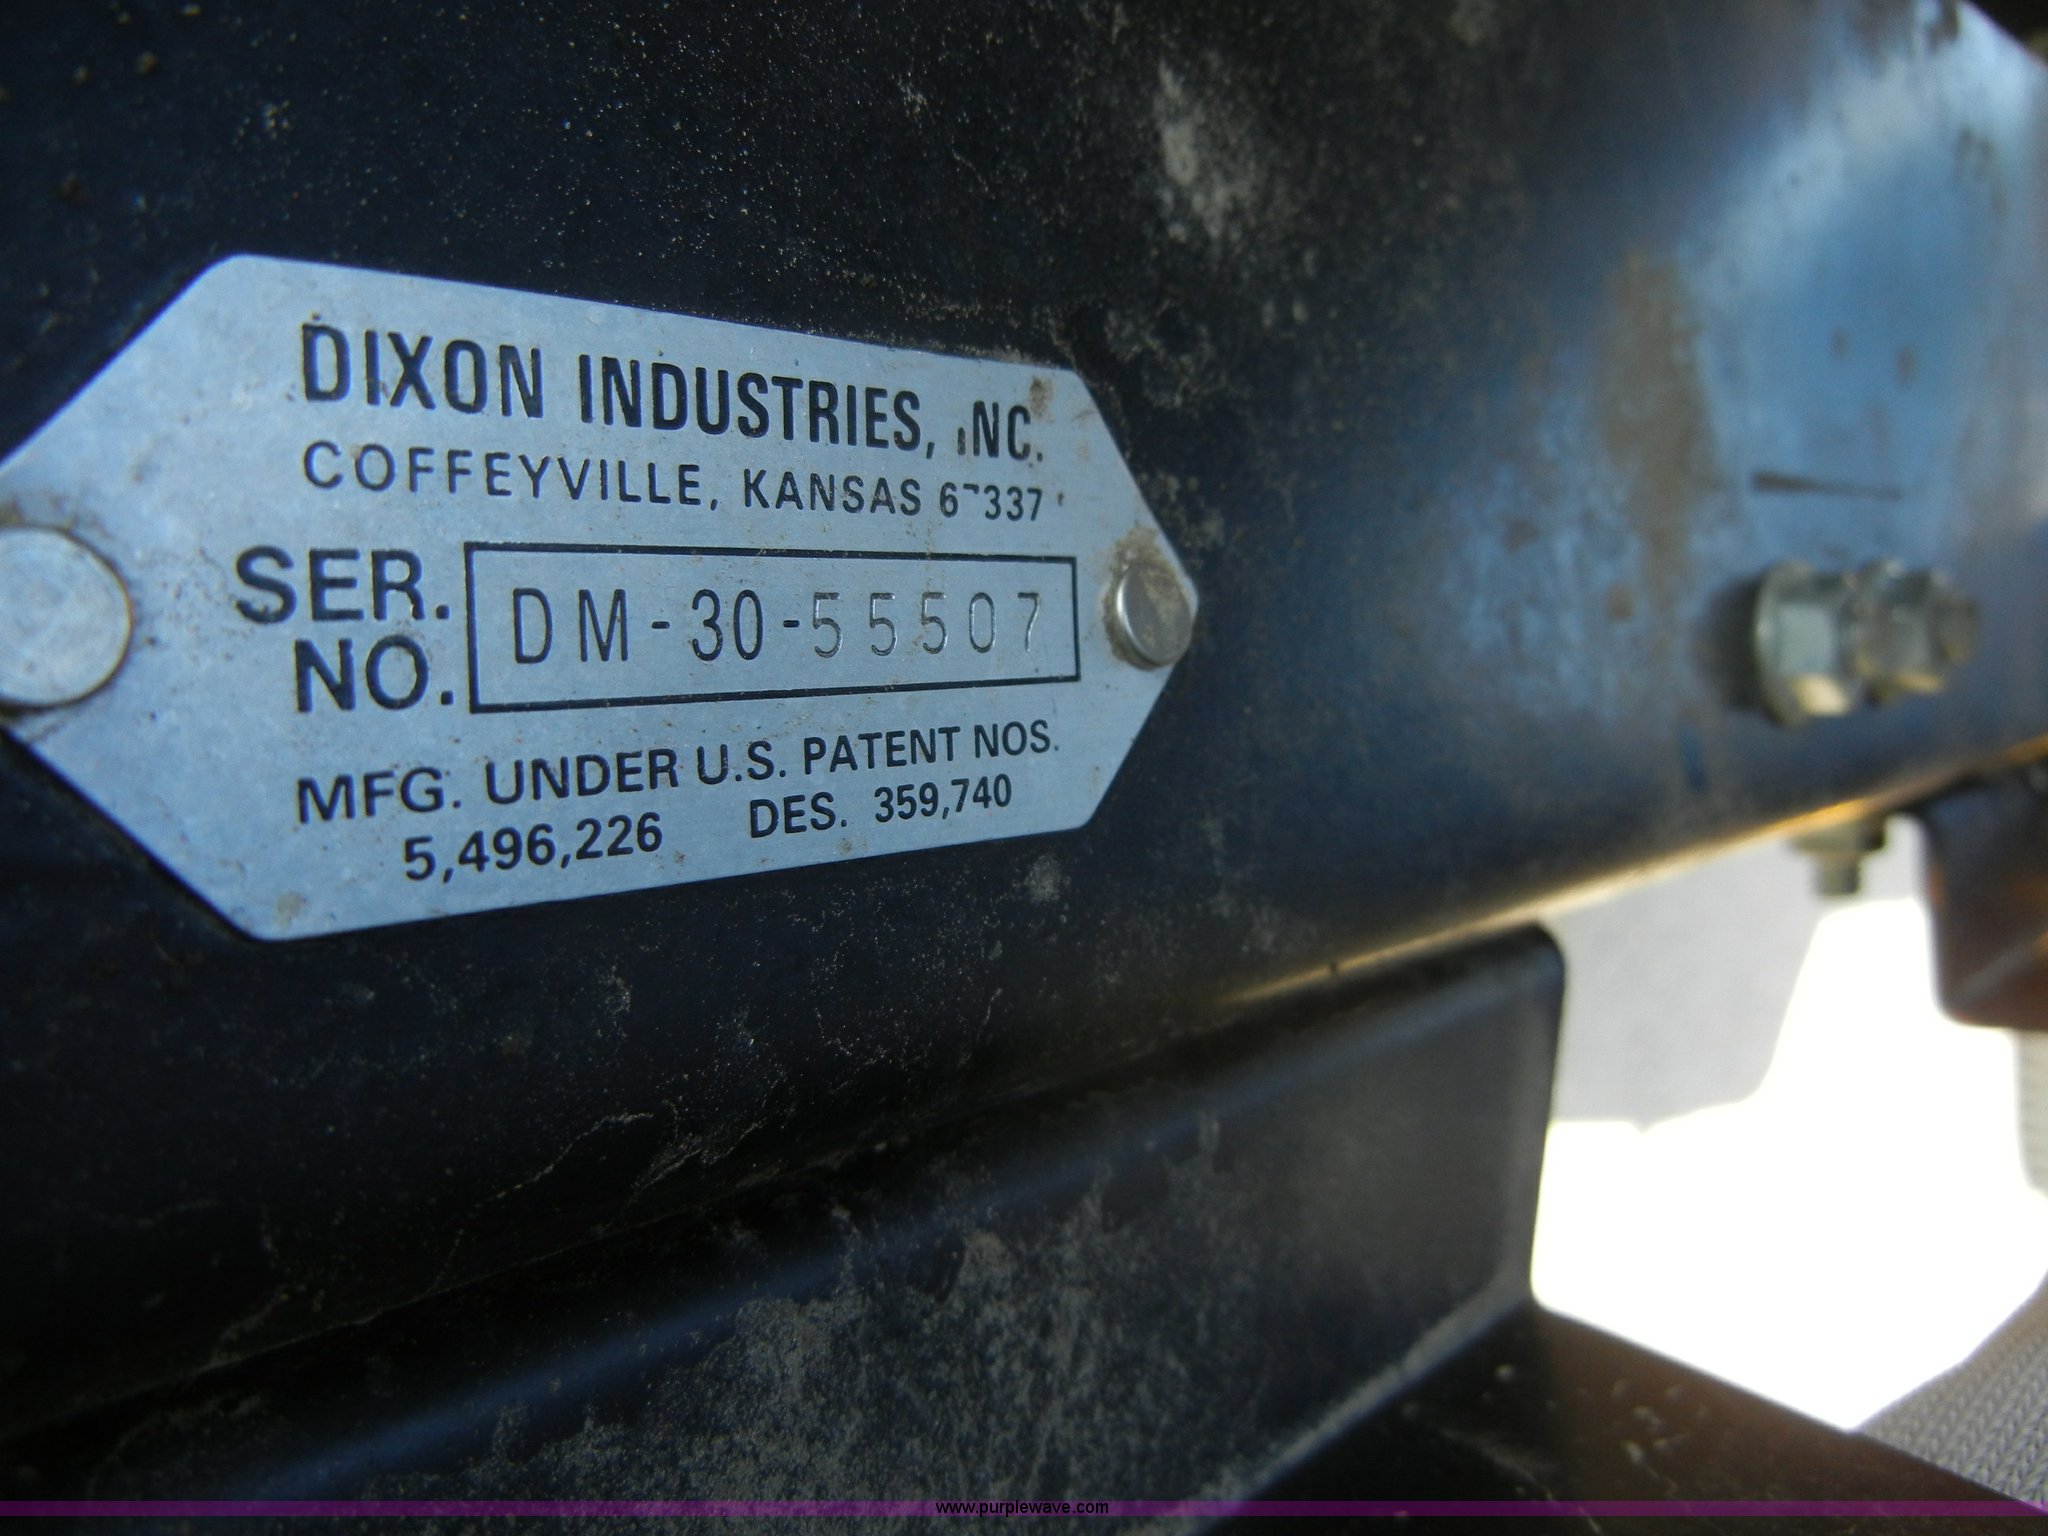 DIXON INDUSTRIES, INC.
COFFEYVILLE, KANSAS 67337
SER. NO. DM-30-55507
MFG. UNDER U.S. PATENT NOS.
5,496,226 DES. 359,740
www.purplewave.com